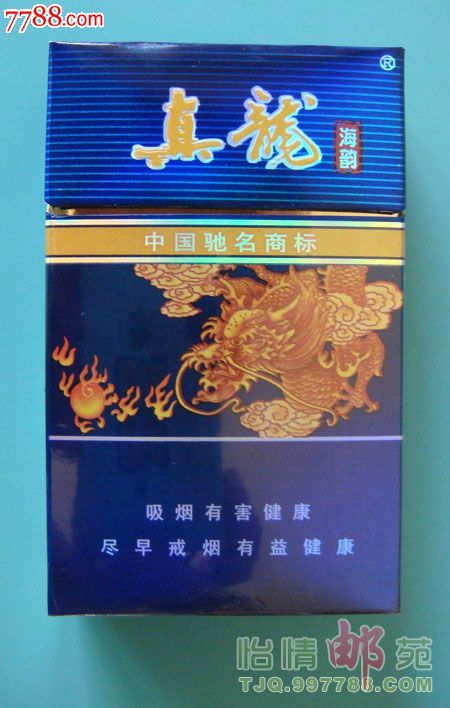 7788.com
®
真龙
海韵
中国驰名商标
吸烟有害健康
尽早戒烟有益健康
怡情邮苑
TJQ.997788.COM